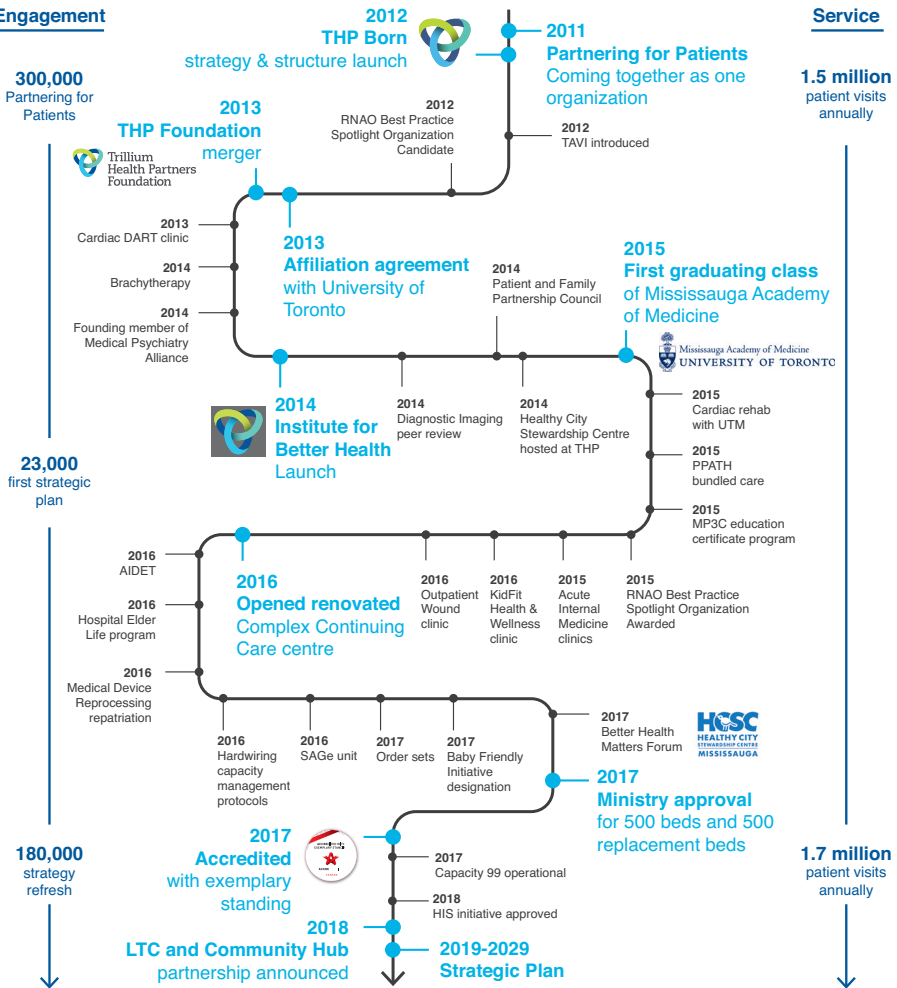 Engagement
300,000
Partnering for
Patients
23,000
first strategic
plan
180,000
strategy
refresh
2012
THP Born
strategy & structure launch
2011
Partnering for Patients
Coming together as one
organization
2012
RNAO Best Practice
Spotlight Organization
Candidate
2012
TAVI introduced
2013
THP Foundation
merger
Trillium
Health Partners
Foundation
2013
Affiliation agreement
with University of
Toronto
2013
Cardiac DART clinic
2014
Brachytherapy
2014
Founding member of
Medical Psychiatry
Alliance
2014
Institute for
Better Health
Launch
2014
Diagnostic Imaging
peer review
2014
Patient and Family
Partnership Council
2014
Healthy City
Stewardship Centre
hosted at THP
2015
First graduating class
of Mississauga Academy
of Medicine
Mississauga Academy of Medicine
UNIVERSITY OF TORONTO
2015
Cardiac rehab
with UTM
2015
PPATH
bundled care
2015
MP3C education
certificate program
2015
RNAO Best Practice
Spotlight Organization
Awarded
2015
Acute
Internal
Medicine
clinics
2016
KidFit
Health &
Wellness
clinic
2016
Outpatient
Wound
clinic
2016
Opened renovated
Complex Continuing
Care centre
2016
AIDET
2016
Hospital Elder
Life program
2016
Medical Device
Reprocessing
repatriation
2016
Hardwiring
capacity
management
protocols
2016
SAGe unit
2017
Order sets
2017
Baby Friendly
Initiative
designation
2017
Better Health
Matters Forum
HCSC
HEALTHY CITY
STEWARDSHIP CENTRE
MISSISSAUGA
2017
Ministry approval
for 500 beds and 500
replacement beds
2017
Accredited
with exemplary
standing
2017
Capacity 99 operational
2018
HIS initiative approved
2018
LTC and Community Hub
partnership announced
2019-2029
Strategic Plan
Service
1.5 million
patient visits
annually
1.7 million
patient visits
annually